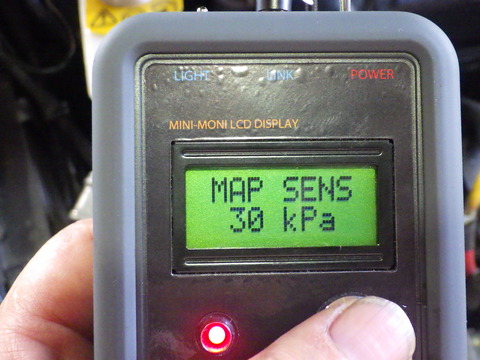 LIGHT LINK POWER
MINI-MONI LCD DISPLAY
MAP SENS
30 kPa